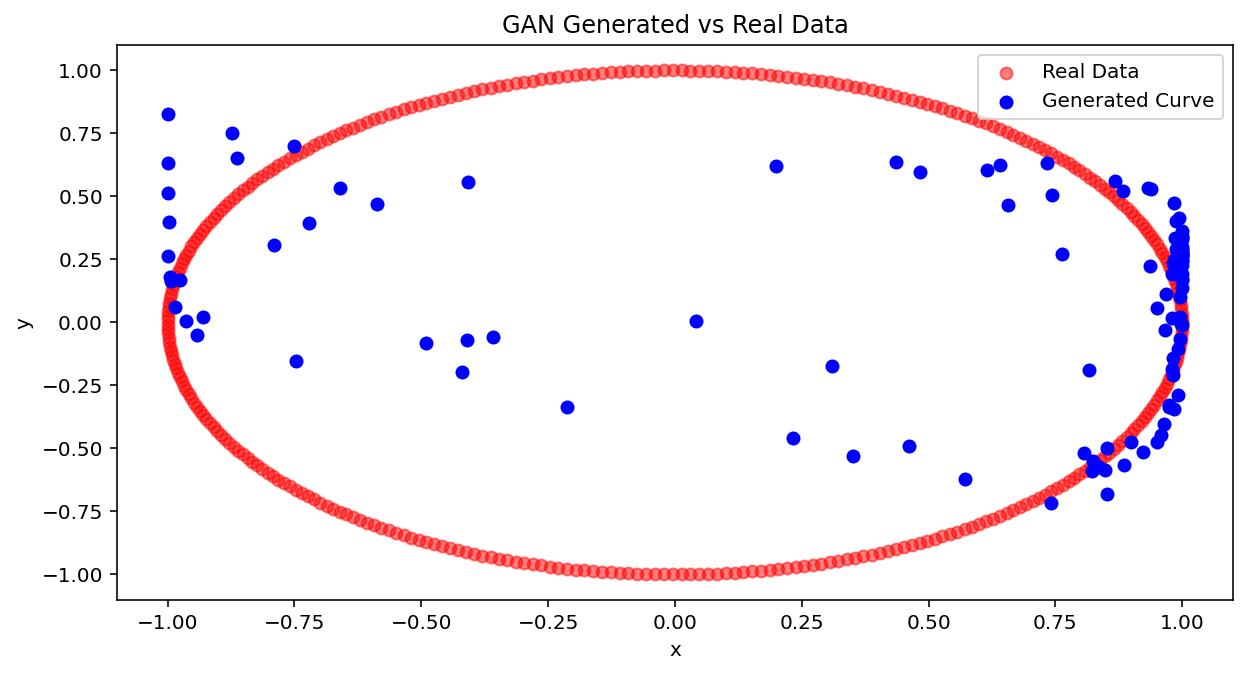 GAN Generated vs Real Data
Real Data
Generated Curve
1.00
0.75
0.50
0.25
0.00
−0.25
−0.50
−0.75
−1.00
y
−1.00 −0.75 −0.50 −0.25 0.00 0.25 0.50 0.75 1.00
x